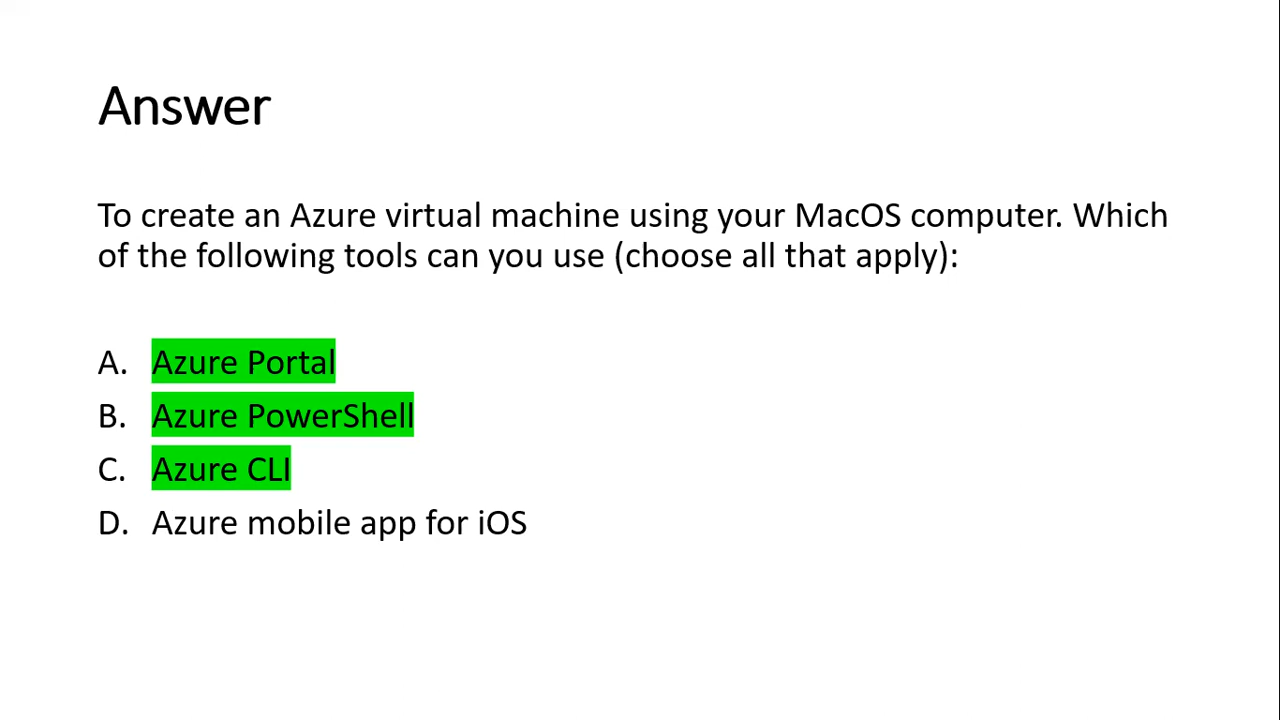 Answer
To create an Azure virtual machine using your MacOS computer. Which
of the following tools can you use (choose all that apply):
A. Azure Portal
B. Azure PowerShell
C. Azure CLI
D. Azure mobile app for iOS